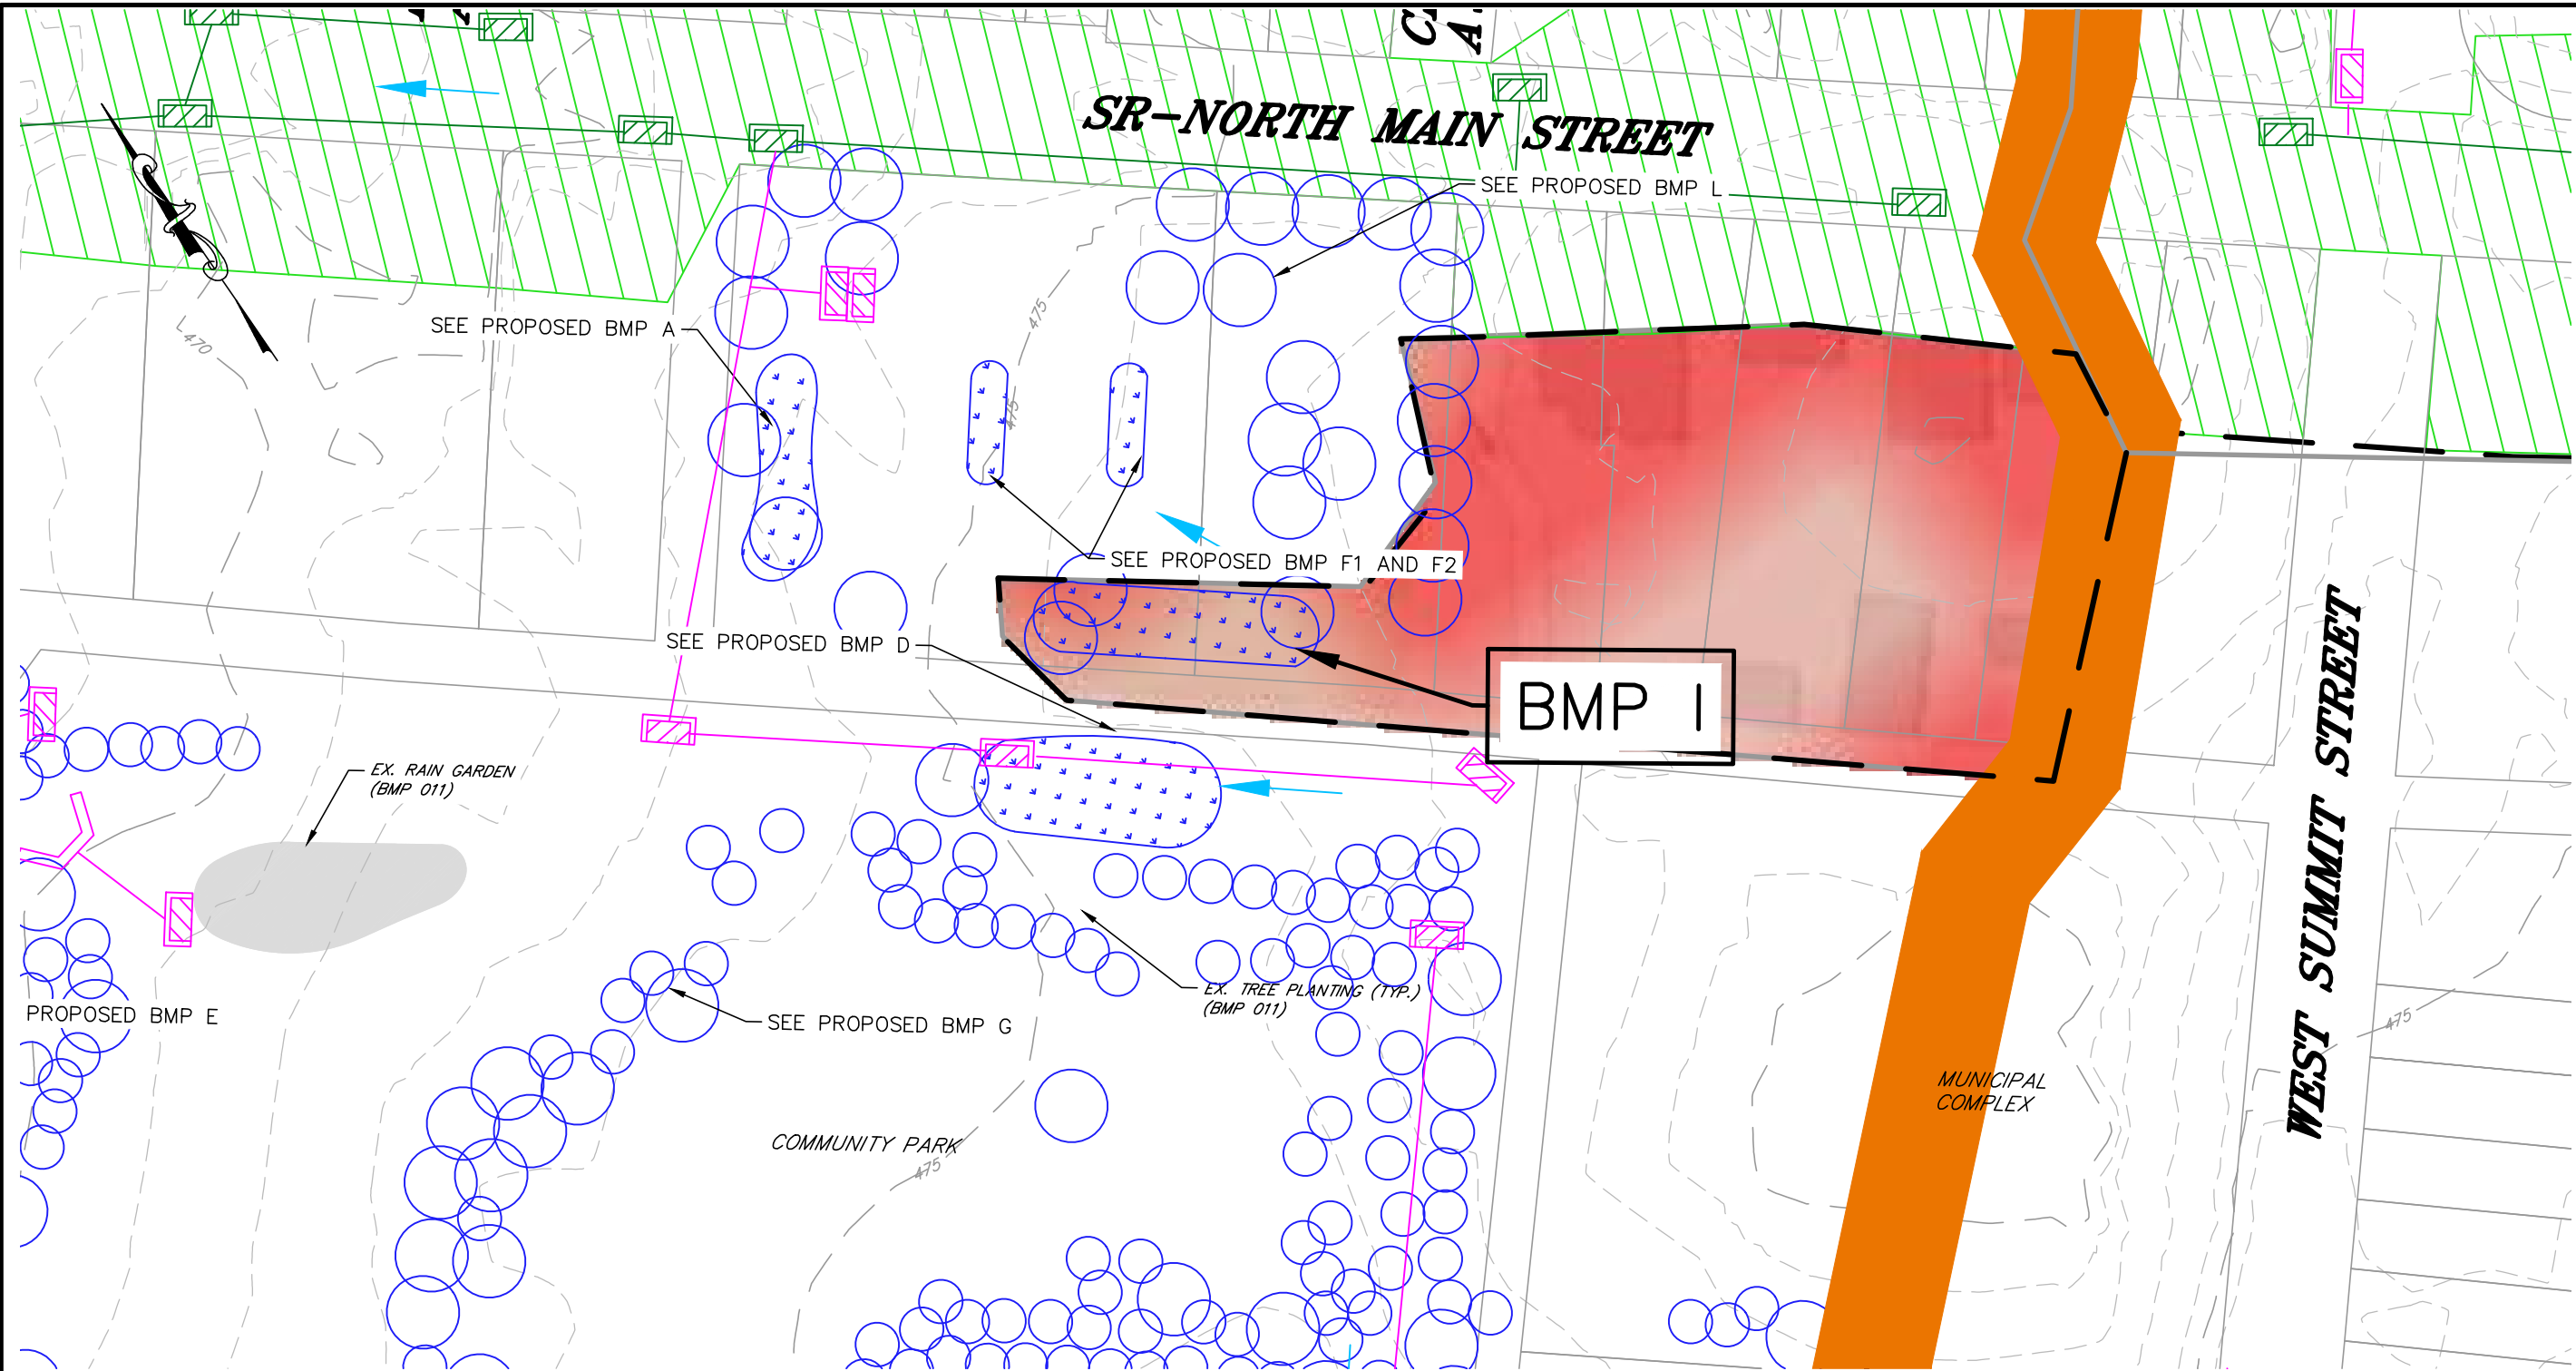 SR-NORTH MAIN STREET
SEE PROPOSED BMP L
475
470
SEE PROPOSED BMP A
475
SEE PROPOSED BMP F1 AND F2
SEE PROPOSED BMP D
BMP I
EX. RAIN GARDEN
(BMP 011)
WEST SUMMIT STREET
EX. TREE PLANTING (TYP.)
(BMP 011)
PROPOSED BMP E
SEE PROPOSED BMP G
475
MUNICIPAL
COMPLEX
COMMUNITY PARK
475